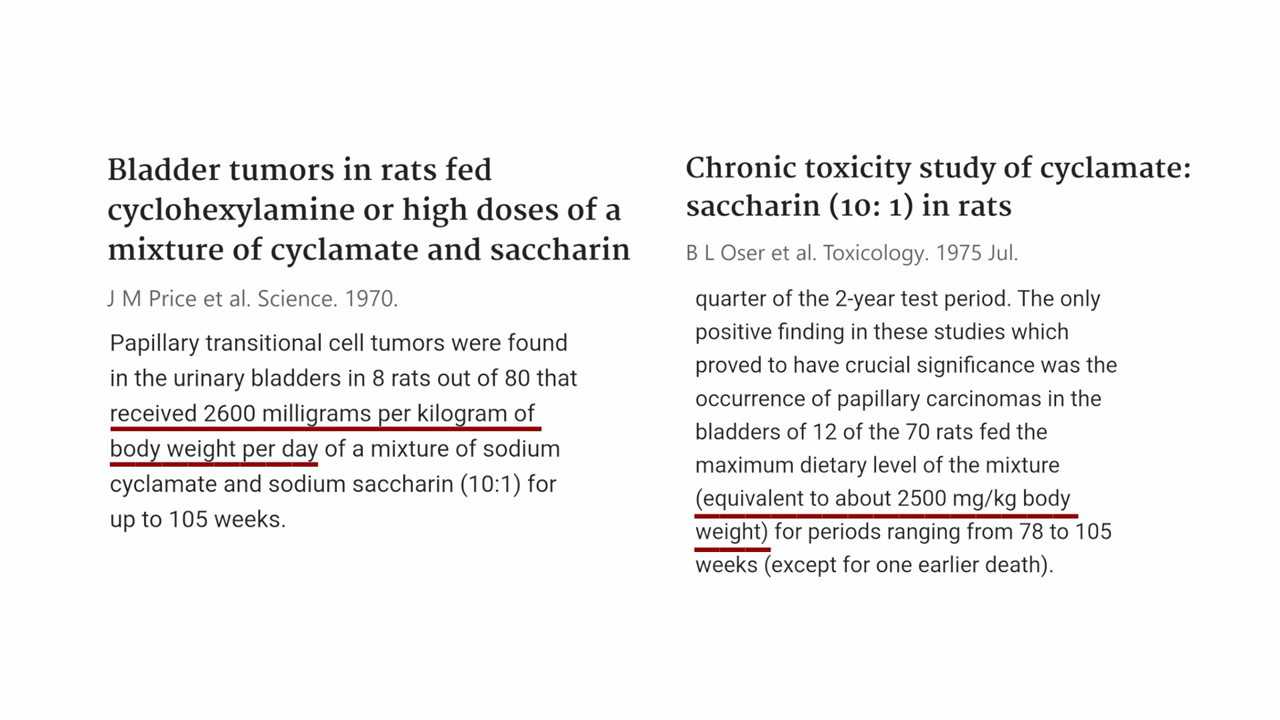 Bladder tumors in rats fed
cyclohexylamine or high doses of a
mixture of cyclamate and saccharin
J M Price et al. Science. 1970.
Papillary transitional cell tumors were found
in the urinary bladders in 8 rats out of 80 that
received 2600 milligrams per kilogram of
body weight per day of a mixture of sodium
cyclamate and sodium saccharin (10:1) for
up to 105 weeks.
Chronic toxicity study of cyclamate:
saccharin (10: 1) in rats
B L Oser et al. Toxicology. 1975 Jul.
quarter of the 2-year test period. The only
positive finding in these studies which
proved to have crucial significance was the
occurrence of papillary carcinomas in the
bladders of 12 of the 70 rats fed the
maximum dietary level of the mixture
(equivalent to about 2500 mg/kg body
weight) for periods ranging from 78 to 105
weeks (except for one earlier death).